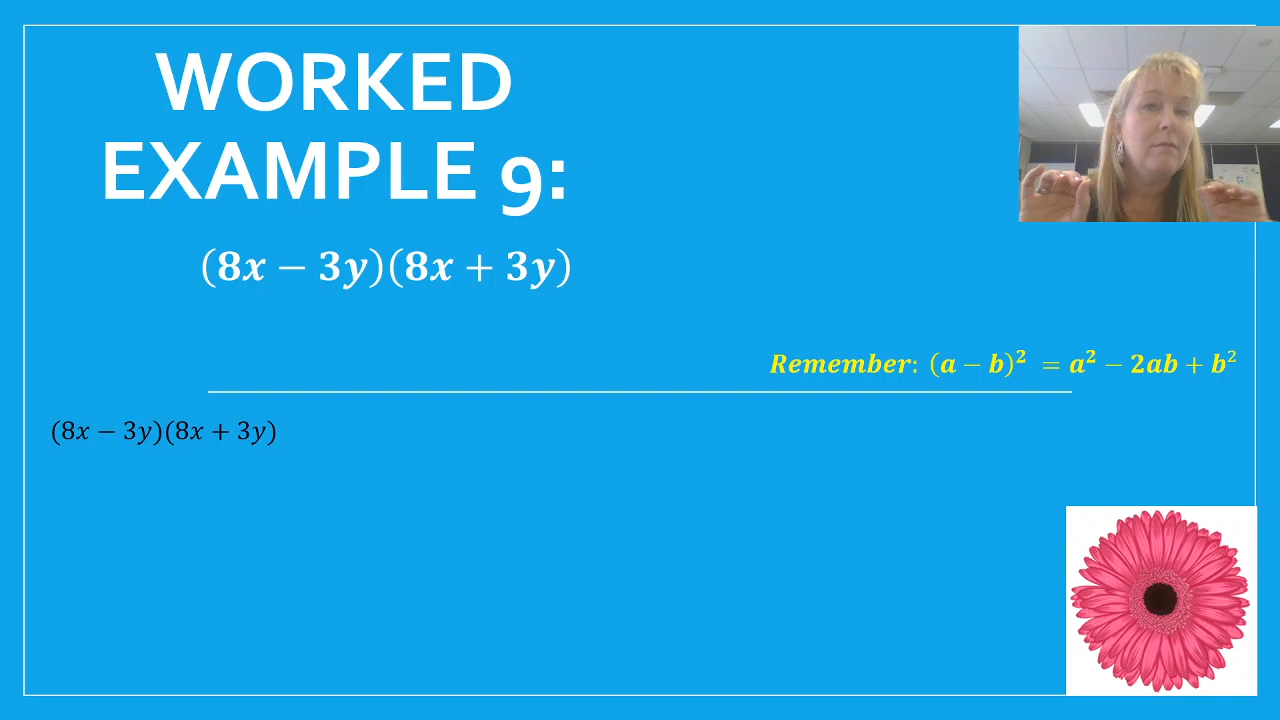 WORKED
EXAMPLE 9:
(8x − 3y)(8x + 3y)
Remember: (a − b)² = a² − 2ab + b²
(8x − 3y)(8x + 3y)